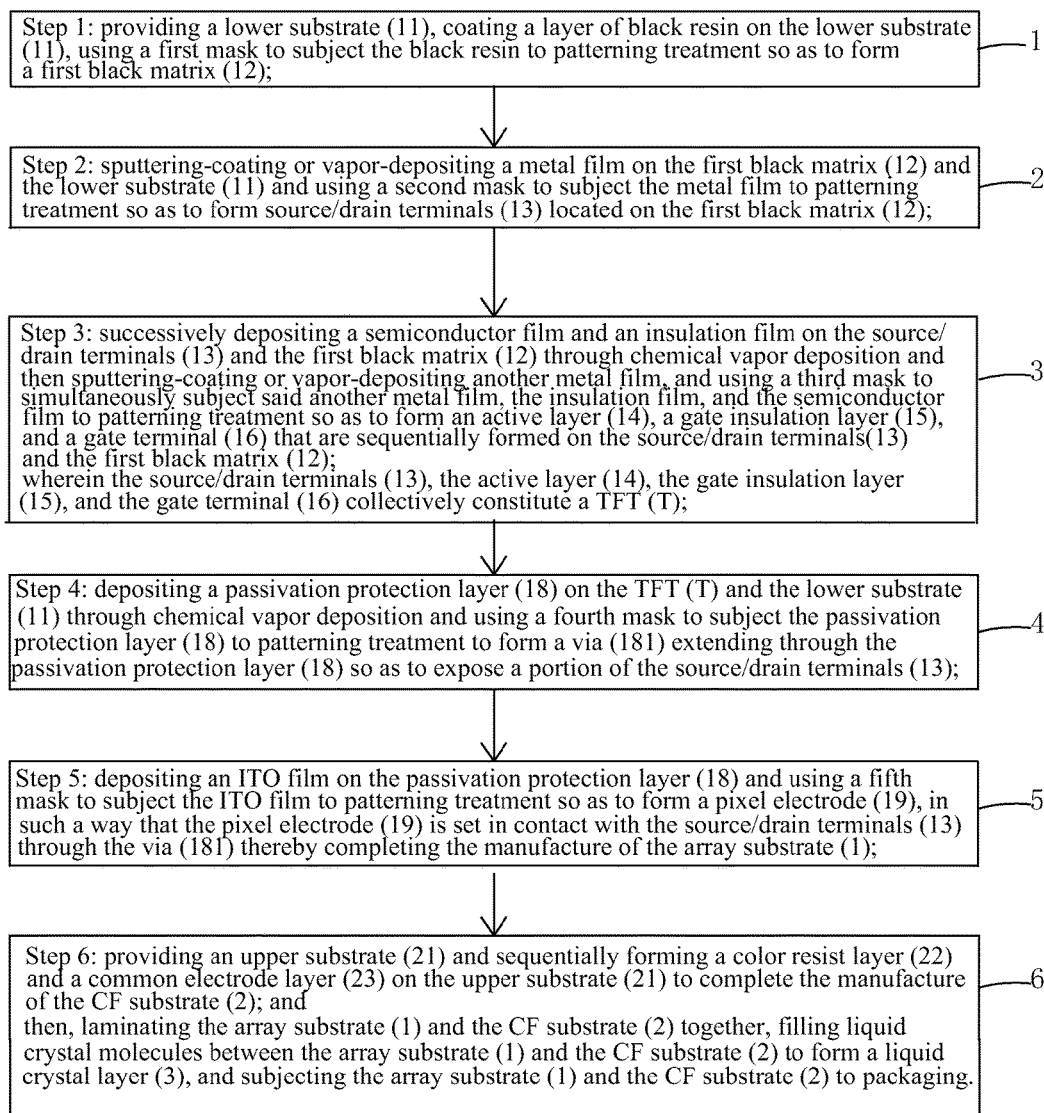 Step 1: providing a lower substrate (11), coating a layer of black resin on the lower substrate
(11), using a first mask to subject the black resin to patterning treatment so as to form
a first black matrix (12);
1
Step 2: sputtering-coating or vapor-depositing a metal film on the first black matrix (12) and
the lower substrate (11) and using a second mask to subject the metal film to patterning
treatment so as to form source/drain terminals (13) located on the first black matrix (12);
2
Step 3: successively depositing a semiconductor film and an insulation film on the source/
drain terminals (13) and the first black matrix (12) through chemical vapor deposition and
then sputtering-coating or vapor-depositing another metal film, and using a third mask to
simultaneously subject said another metal film, the insulation film, and the semiconductor
film to patterning treatment so as to form an active layer (14), a gate insulation layer (15),
and a gate terminal (16) that are sequentially formed on the source/drain terminals(13)
and the first black matrix (12);
wherein the source/drain terminals (13), the active layer (14), the gate insulation layer
(15), and the gate terminal (16) collectively constitute a TFT (T);
3
Step 4: depositing a passivation protection layer (18) on the TFT (T) and the lower substrate
(11) through chemical vapor deposition and using a fourth mask to subject the passivation
protection layer (18) to patterning treatment to form a via (181) extending through the
passivation protection layer (18) so as to expose a portion of the source/drain terminals (13);
4
Step 5: depositing an ITO film on the passivation protection layer (18) and using a fifth
mask to subject the ITO film to patterning treatment so as to form a pixel electrode (19), in
such a way that the pixel electrode (19) is set in contact with the source/drain terminals (13)
through the via (181) thereby completing the manufacture of the array substrate (1);
5
Step 6: providing an upper substrate (21) and sequentially forming a color resist layer (22)
and a common electrode layer (23) on the upper substrate (21) to complete the manufacture
of the CF substrate (2); and
then, laminating the array substrate (1) and the CF substrate (2) together, filling liquid
crystal molecules between the array substrate (1) and the CF substrate (2) to form a liquid
crystal layer (3), and subjecting the array substrate (1) and the CF substrate (2) to packaging.
6